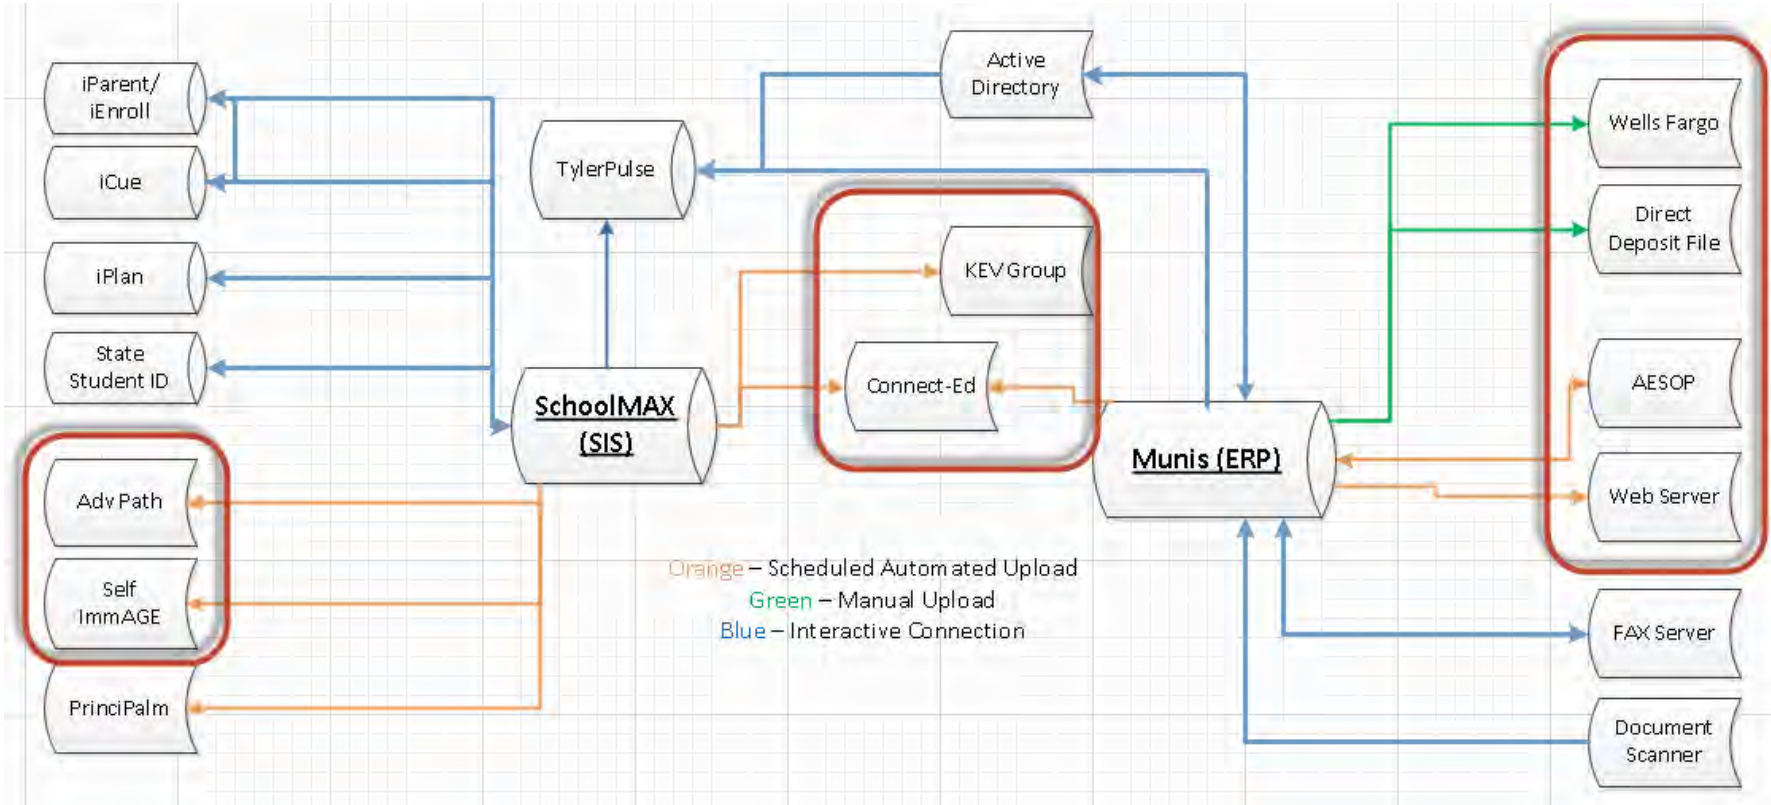 iParent/
iEnroll
iCue
iPlan
State
Student ID
Adv Path
Self
ImmAGE
PrinciPalm
TylerPulse
SchoolMAX
(SIS)
Active
Directory
KEV Group
Connect-Ed
Munis (ERP)
Orange – Scheduled Automated Upload
Green – Manual Upload
Blue – Interactive Connection
Wells Fargo
Direct
Deposit File
AESOP
Web Server
FAX Server
Document
Scanner